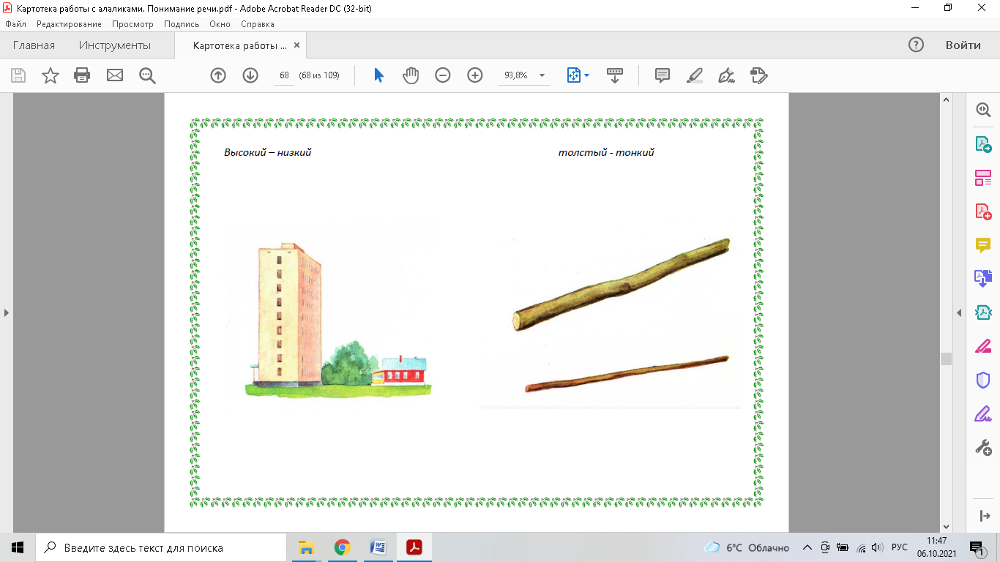 Картотека работы с алаликами. Понимание речи.pdf - Adobe Acrobat Reader DC (32-bit)
Файл Редактирование Просмотр Подпись Окно Справка
Главная Инструменты Картотека работы ... × Войти
68 (68 из 109) 93,8%
Высокий – низкий толстый - тонкий
Введите здесь текст для поиска 6°C Облачно РУС 11:47
06.10.2021 1